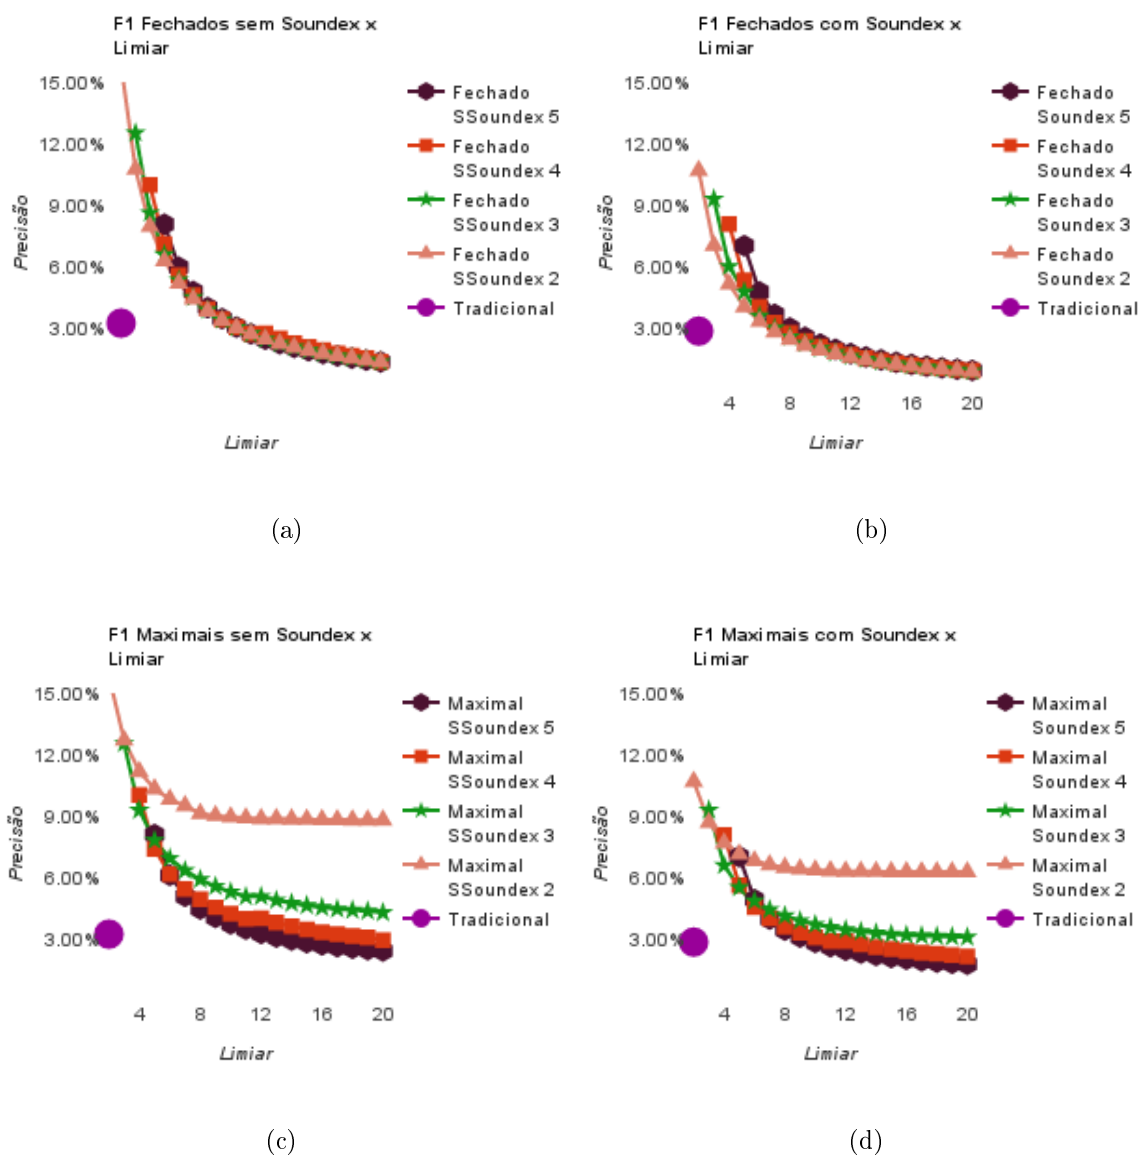 F1 Fechados sem Soundex x
Limiar
15.00%
12.00%
9.00%
6.00%
3.00%
Precisão
Limiar
Fechado
SSoundex 5
Fechado
SSoundex 4
Fechado
SSoundex 3
Fechado
SSoundex 2
Tradicional
(a)
F1 Fechados com Soundex x
Limiar
15.00%
12.00%
9.00%
6.00%
3.00%
Precisão
4 8 12 16 20
Limiar
Fechado
Soundex 5
Fechado
Soundex 4
Fechado
Soundex 3
Fechado
Soundex 2
Tradicional
(b)
F1 Maximais sem Soundex x
Limiar
15.00%
12.00%
9.00%
6.00%
3.00%
Precisão
4 8 12 16 20
Limiar
Maximal
SSoundex 5
Maximal
SSoundex 4
Maximal
SSoundex 3
Maximal
SSoundex 2
Tradicional
(c)
F1 Maximais com Soundex x
Limiar
15.00%
12.00%
9.00%
6.00%
3.00%
Precisão
4 8 12 16 20
Limiar
Maximal
Soundex 5
Maximal
Soundex 4
Maximal
Soundex 3
Maximal
Soundex 2
Tradicional
(d)